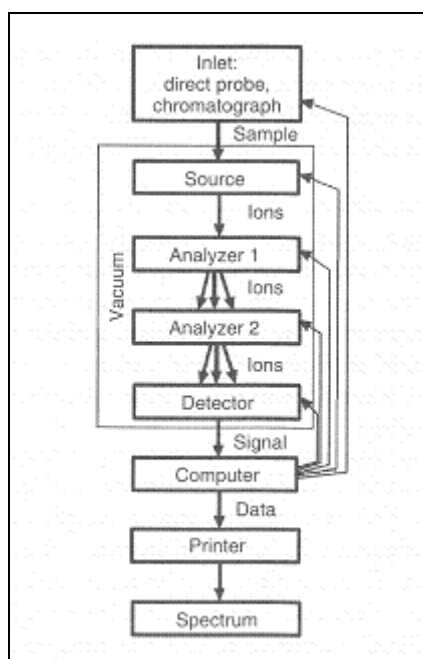 Inlet:
direct probe,
chromatograph
Sample
Source
Ions
Analyzer 1
Ions
Vacuum
Analyzer 2
Ions
Detector
Signal
Computer
Data
Printer
Spectrum